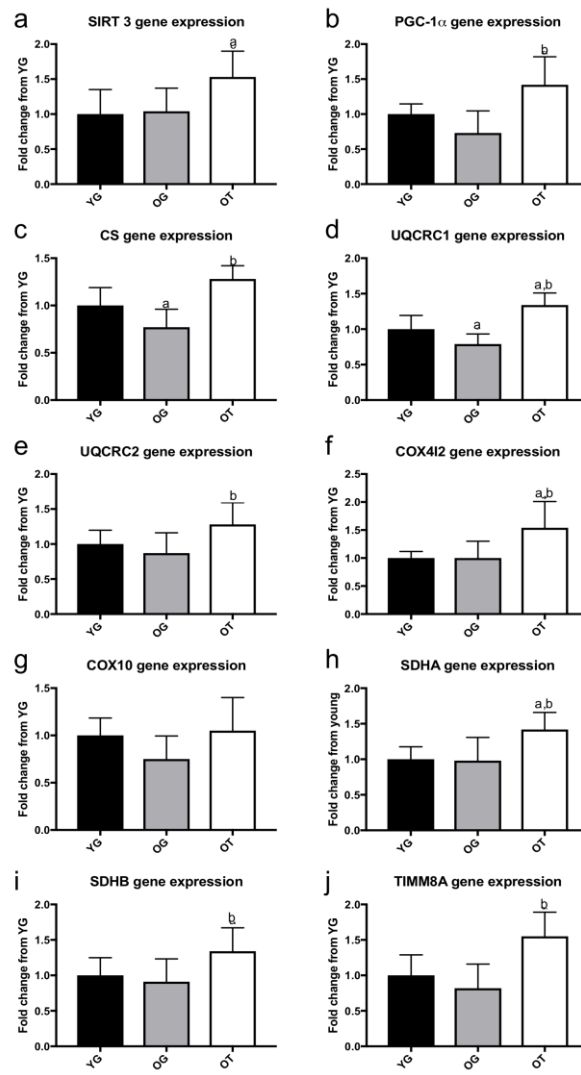 a
SIRT 3 gene expression
Fold change from YG
2.0
1.5
1.0
0.5
0.0
a
YG
OG
OT
b
PGC-1α gene expression
Fold change from YG
2.0
1.5
1.0
0.5
0.0
b
YG
OG
OT
c
CS gene expression
Fold change from YG
1.5
1.0
0.5
0.0
a
b
YG
OG
OT
d
UQCRC1 gene expression
Fold change from YG
2.0
1.5
1.0
0.5
0.0
a
a,b
YG
OG
OT
e
UQCRC2 gene expression
Fold change from YG
2.0
1.5
1.0
0.5
0.0
b
YG
OG
OT
f
COX4I2 gene expression
Fold change from YG
2.0
1.5
1.0
0.5
0.0
a,b
YG
OG
OT
g
COX10 gene expression
Fold change from YG
1.5
1.0
0.5
0.0
YG
OG
OT
h
SDHA gene expression
Fold change from young
2.0
1.5
1.0
0.5
0.0
a,b
YG
OG
OT
i
SDHB gene expression
Fold change from YG
2.0
1.5
1.0
0.5
0.0
b
YG
OG
OT
j
TIMM8A gene expression
Fold change from YG
2.0
1.5
1.0
0.5
0.0
b
YG
OG
OT